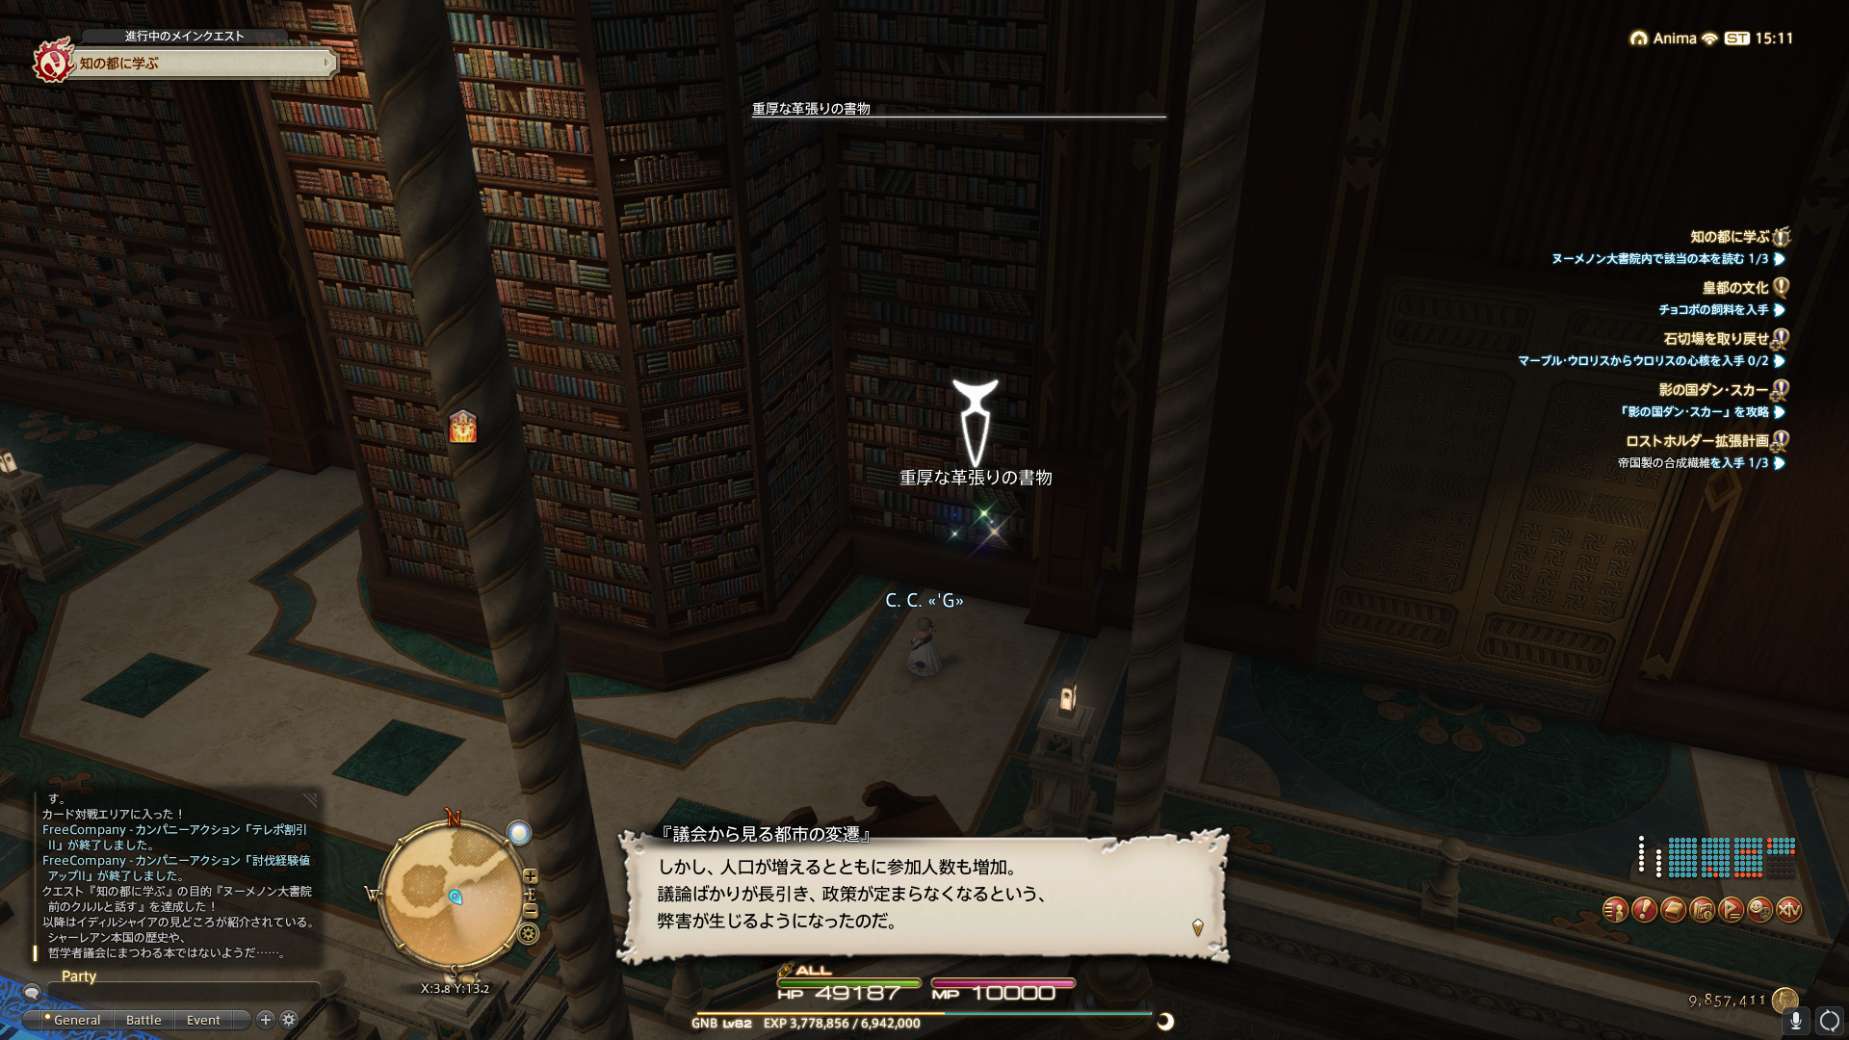 進行中のメインクエスト
知の都に学ぶ
Anima ST 15:11
重厚な革張りの書物
知の都に学ぶ
ヌーメノン大書院内で該当の本を読む 1/3
皇都の文化
チョコボの飼料を入手
石切場を取り戻せ
マーブル・ウロリスからウロリスの心核を入手 0/2
影の国ダン・スカー
「影の国ダン・スカー」を攻略
ロストホルダー拡張計画
帝国製の合成繊維を入手 1/3
重厚な革張りの書物
C. C. «'G»
す。
カード対戦エリアに入った！
FreeCompany - カンパニーアクション「テレポ割引
II」が終了しました。
FreeCompany - カンパニーアクション「討伐経験値
アップII」が終了しました。
クエスト『知の都に学ぶ』の目的『ヌーメノン大書院
前のクルルと話す』を達成した！
以降はイディルシャイアの見どころが紹介されている。
シャーレアン本国の歴史や、
哲学者議会にまつわる本ではないようだ……。
Party
General Battle Event
N
W
E
S
X:3.8 Y:13.2
『議会から見る都市の変遷』
しかし、人口が増えるとともに参加人数も増加。
議論ばかりが長引き、政策が定まらなくなるという、
弊害が生じるようになったのだ。
ALL
HP 49187 MP 10000
GNB Lv82 EXP 3,778,856 / 6,942,000
XIV
9,857,411